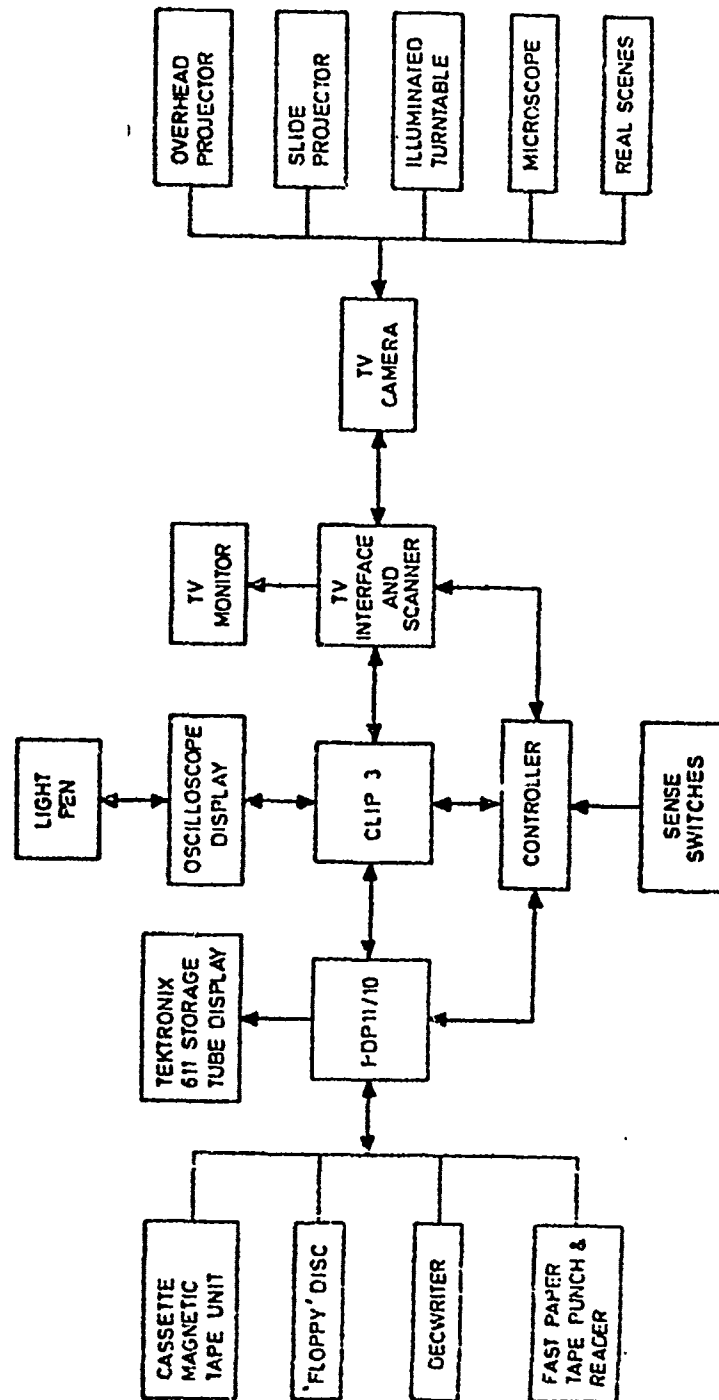 CASSETTE
MAGNETIC
TAPE UNIT
'FLOPPY' DISC
DECWRITER
FAST PAPER
TAPE PUNCH &
READER
TEKTRONIX
611 STORAGE
TUBE DISPLAY
PDP11/10
LIGHT
PEN
OSCILLOSCOPE
DISPLAY
CLIP 3
CONTROLLER
SENSE
SWITCHES
TV
MONITOR
TV
INTERFACE
AND
SCANNER
TV
CAMERA
OVERHEAD
PROJECTOR
SLIDE
PROJECTOR
ILLUMINATED
TURNTABLE
MICROSCOPE
REAL SCENES